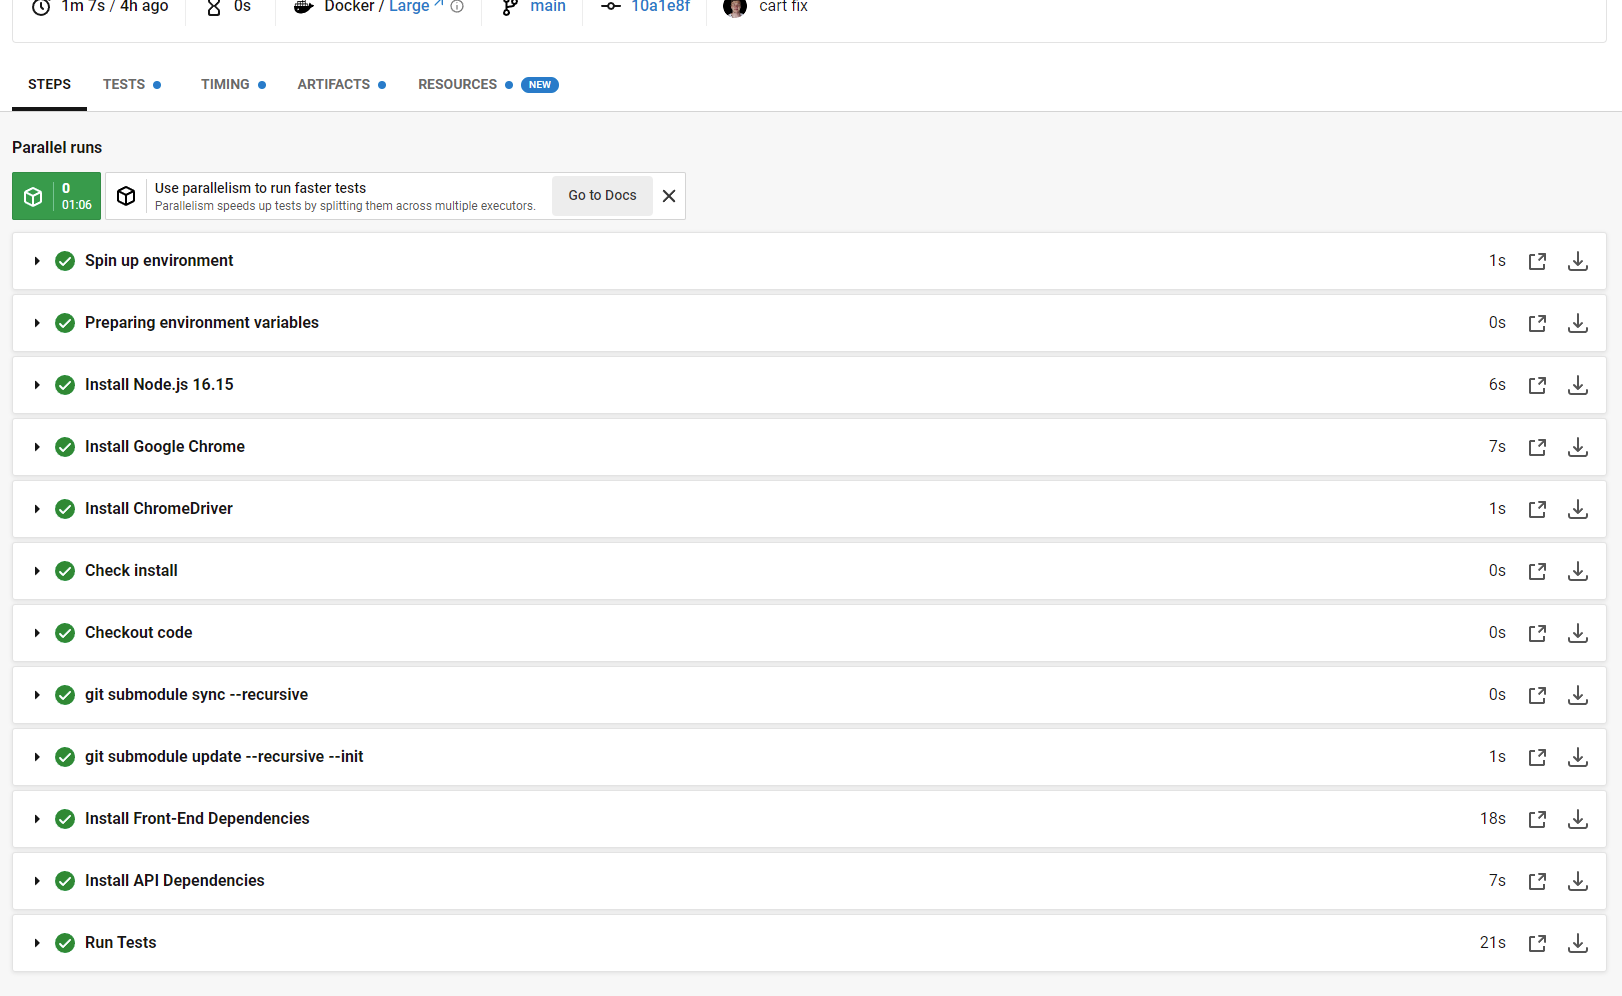 1m 7s / 4h ago 0s Docker / Large main 10a1e8f cart fix
STEPS TESTS TIMING ARTIFACTS RESOURCES NEW
Parallel runs
0
01:06
Use parallelism to run faster tests
Parallelism speeds up tests by splitting them across multiple executors.
Go to Docs
Spin up environment 1s
Preparing environment variables 0s
Install Node.js 16.15 6s
Install Google Chrome 7s
Install ChromeDriver 1s
Check install 0s
Checkout code 0s
git submodule sync --recursive 0s
git submodule update --recursive --init 1s
Install Front-End Dependencies 18s
Install API Dependencies 7s
Run Tests 21s